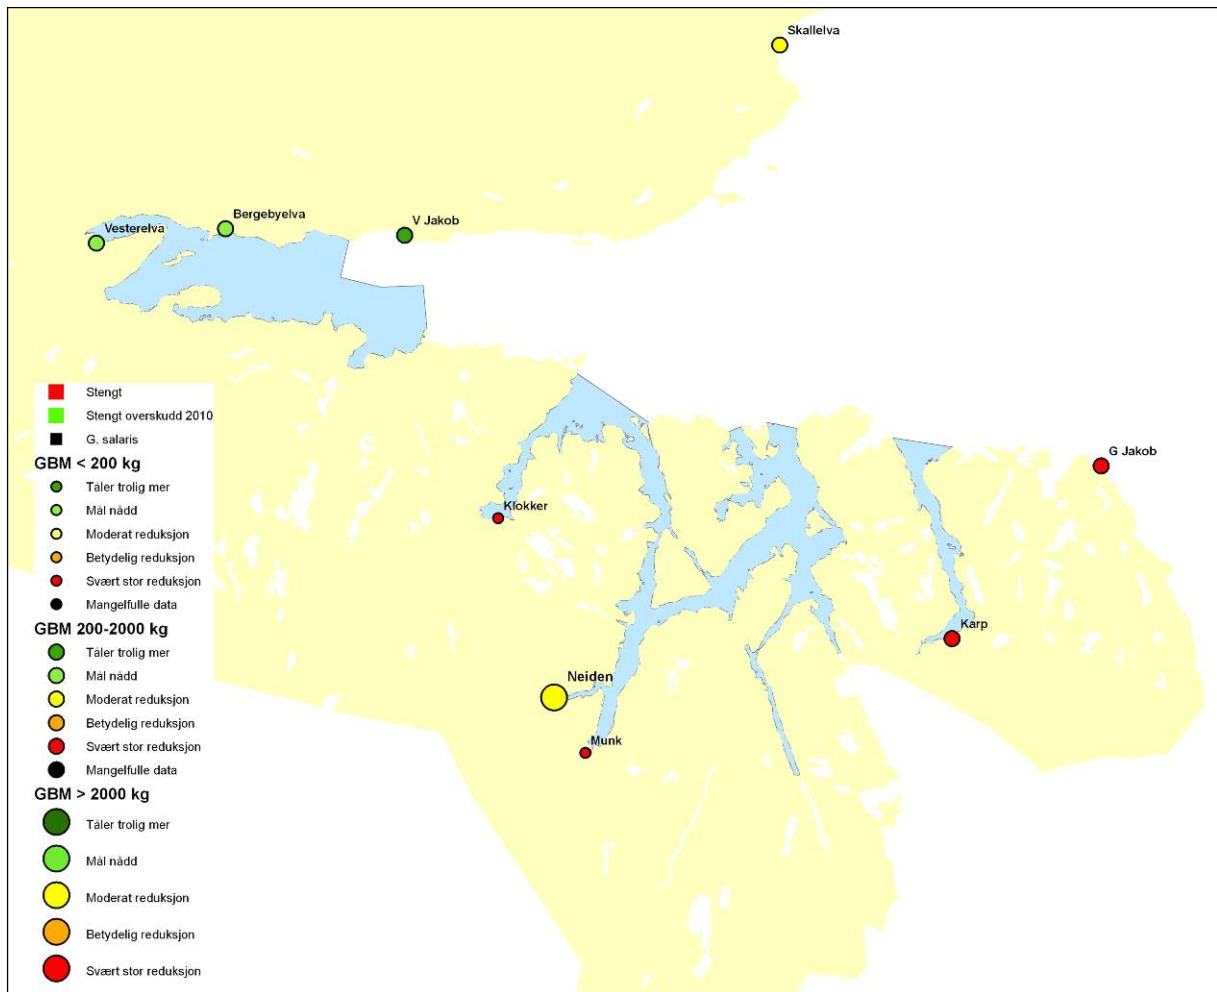 Skallelva
Bergebyelva
V Jakob
Vesterelva
G Jakob
Klokker
Karp
Neiden
Munk
Stengt
Stengt overskudd 2010
G. salaris
GBM < 200 kg
Tåler trolig mer
Mål nådd
Moderat reduksjon
Betydelig reduksjon
Svært stor reduksjon
Mangelfulle data
GBM 200-2000 kg
Tåler trolig mer
Mål nådd
Moderat reduksjon
Betydelig reduksjon
Svært stor reduksjon
Mangelfulle data
GBM > 2000 kg
Tåler trolig mer
Mål nådd
Moderat reduksjon
Betydelig reduksjon
Svært stor reduksjon